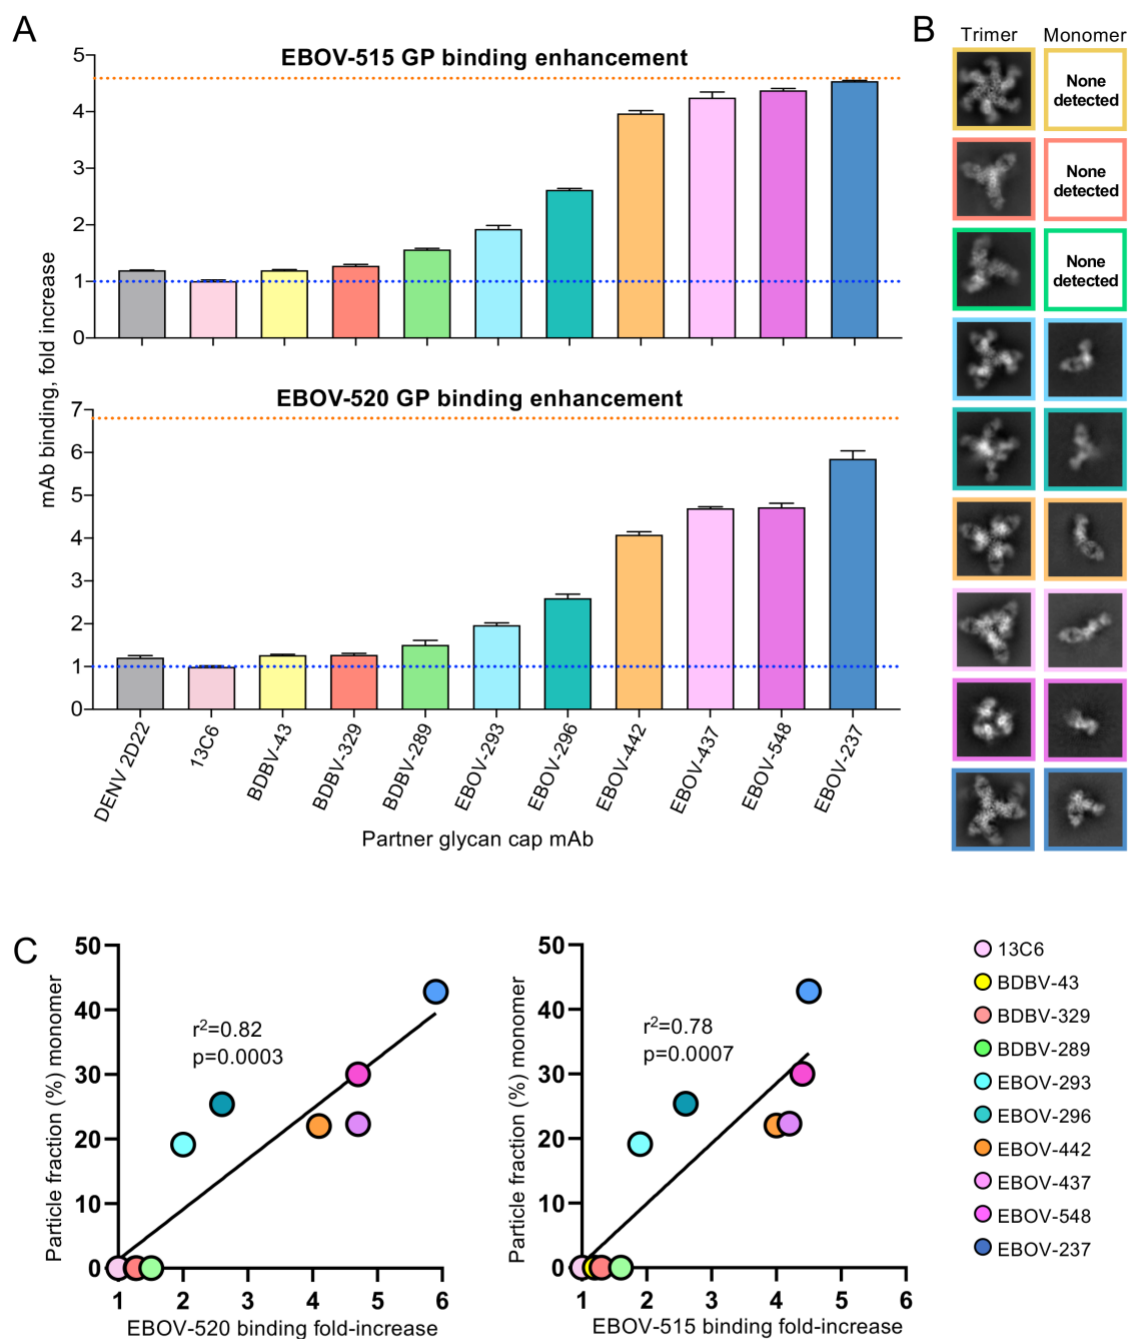 A
EBOV-515 GP binding enhancement
5
4
3
2
1
0
EBOV-520 GP binding enhancement
7
6
5
4
3
2
1
0
mAb binding, fold increase
DENV 2D22
13C6
BDBV-43
BDBV-329
BDBV-289
EBOV-293
EBOV-296
EBOV-442
EBOV-437
EBOV-548
EBOV-237
Partner glycan cap mAb
B
Trimer Monomer
None
detected
None
detected
None
detected
C
Particle fraction (%) monomer
50
40
30
20
10
0
r²=0.82
p=0.0003
1 2 3 4 5 6
EBOV-520 binding fold-increase
Particle fraction (%) monomer
50
40
30
20
10
0
r²=0.78
p=0.0007
1 2 3 4 5 6
EBOV-515 binding fold-increase
13C6
BDBV-43
BDBV-329
BDBV-289
EBOV-293
EBOV-296
EBOV-442
EBOV-437
EBOV-548
EBOV-237